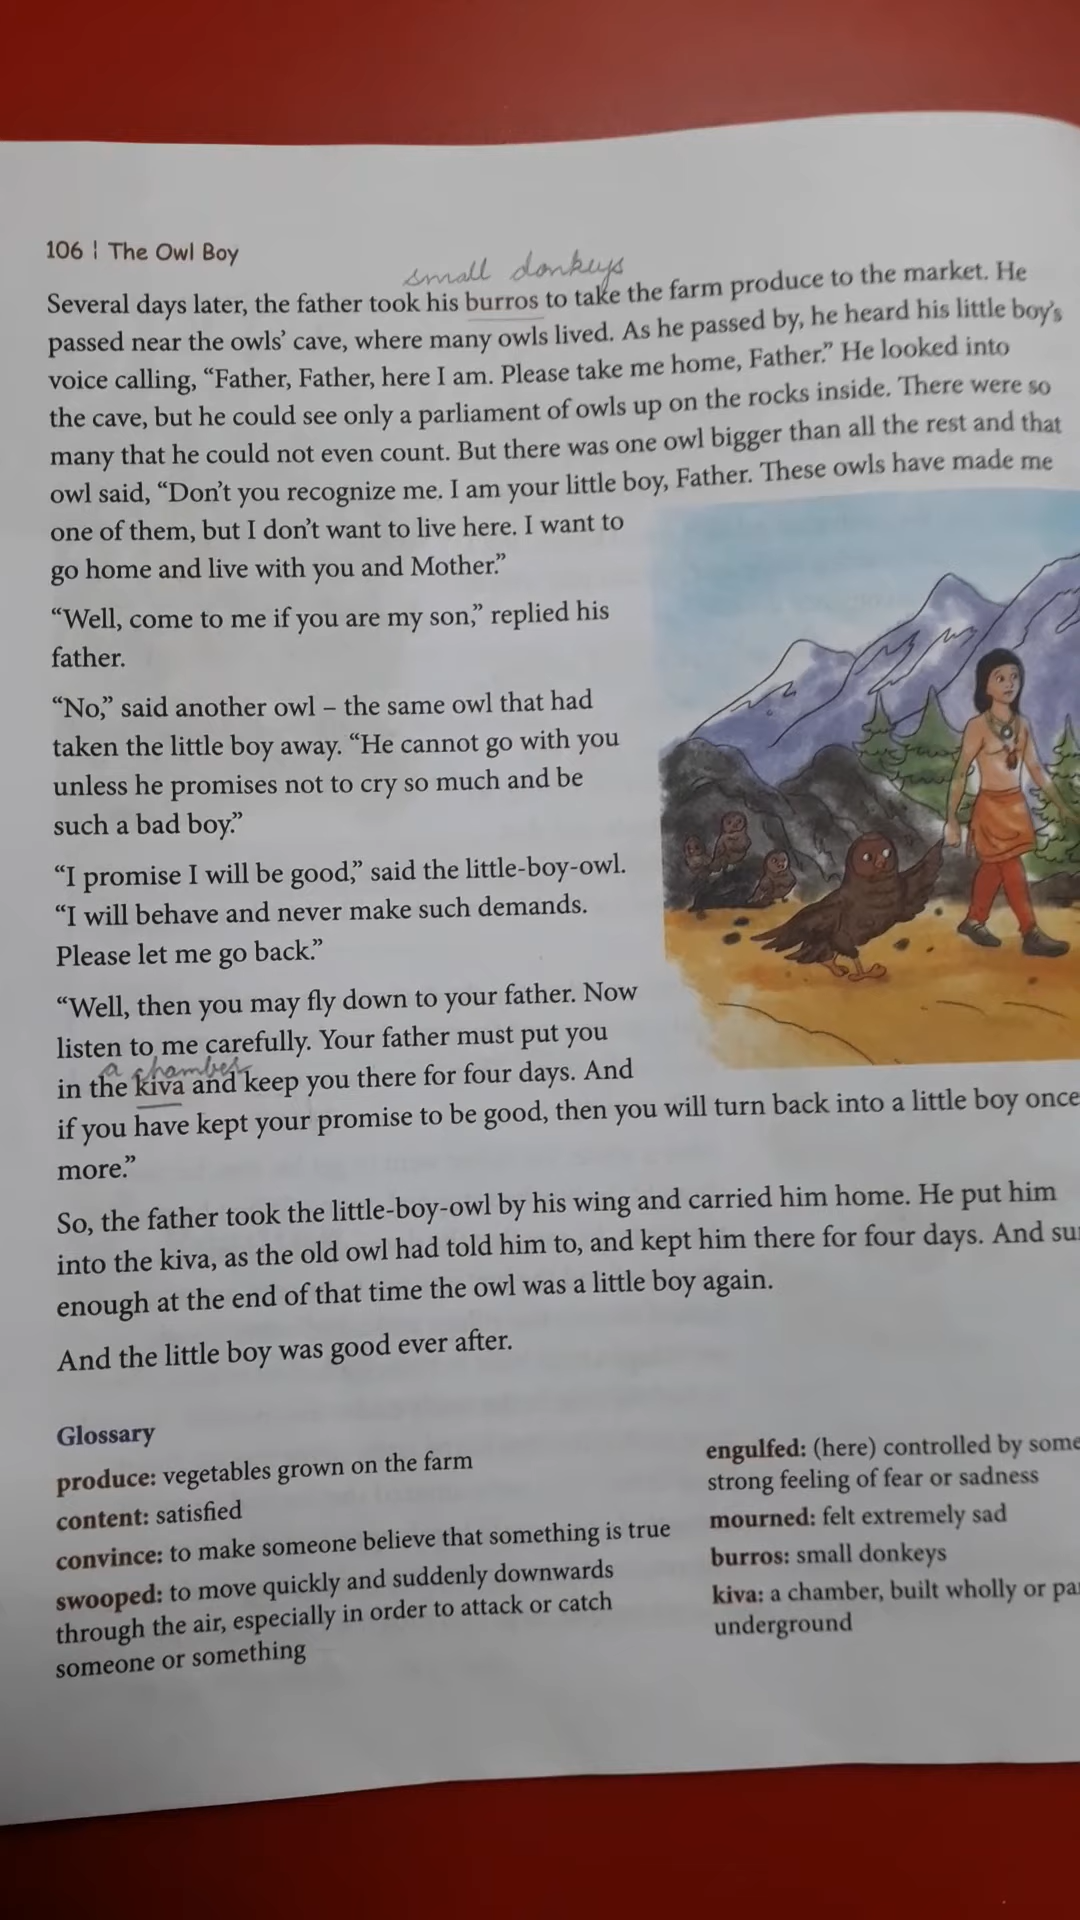 106 | The Owl Boy
small donkeys
Several days later, the father took his burros to take the farm produce to the market. He
passed near the owls' cave, where many owls lived. As he passed by, he heard his little boy's
voice calling, “Father, Father, here I am. Please take me home, Father.” He looked into
the cave, but he could see only a parliament of owls up on the rocks inside. There were so
many that he could not even count. But there was one owl bigger than all the rest and that
owl said, “Don't you recognize me. I am your little boy, Father. These owls have made me
one of them, but I don't want to live here. I want to
go home and live with you and Mother.”
“Well, come to me if you are my son,” replied his
father.
“No,” said another owl – the same owl that had
taken the little boy away. “He cannot go with you
unless he promises not to cry so much and be
such a bad boy.”
“I promise I will be good,” said the little-boy-owl.
“I will behave and never make such demands.
Please let me go back.”
“Well, then you may fly down to your father. Now
listen to me carefully. Your father must put you
a chamber
in the kiva and keep you there for four days. And
if you have kept your promise to be good, then you will turn back into a little boy once
more.”
So, the father took the little-boy-owl by his wing and carried him home. He put him
into the kiva, as the old owl had told him to, and kept him there for four days. And
enough at the end of that time the owl was a little boy again.
And the little boy was good ever after.
Glossary
produce: vegetables grown on the farm
content: satisfied
convince: to make someone believe that something is true
swooped: to move quickly and suddenly downwards
through the air, especially in order to attack or catch
someone or something
engulfed: (here) controlled by some
strong feeling of fear or sadness
mourned: felt extremely sad
burros: small donkeys
kiva: a chamber, built wholly or
underground